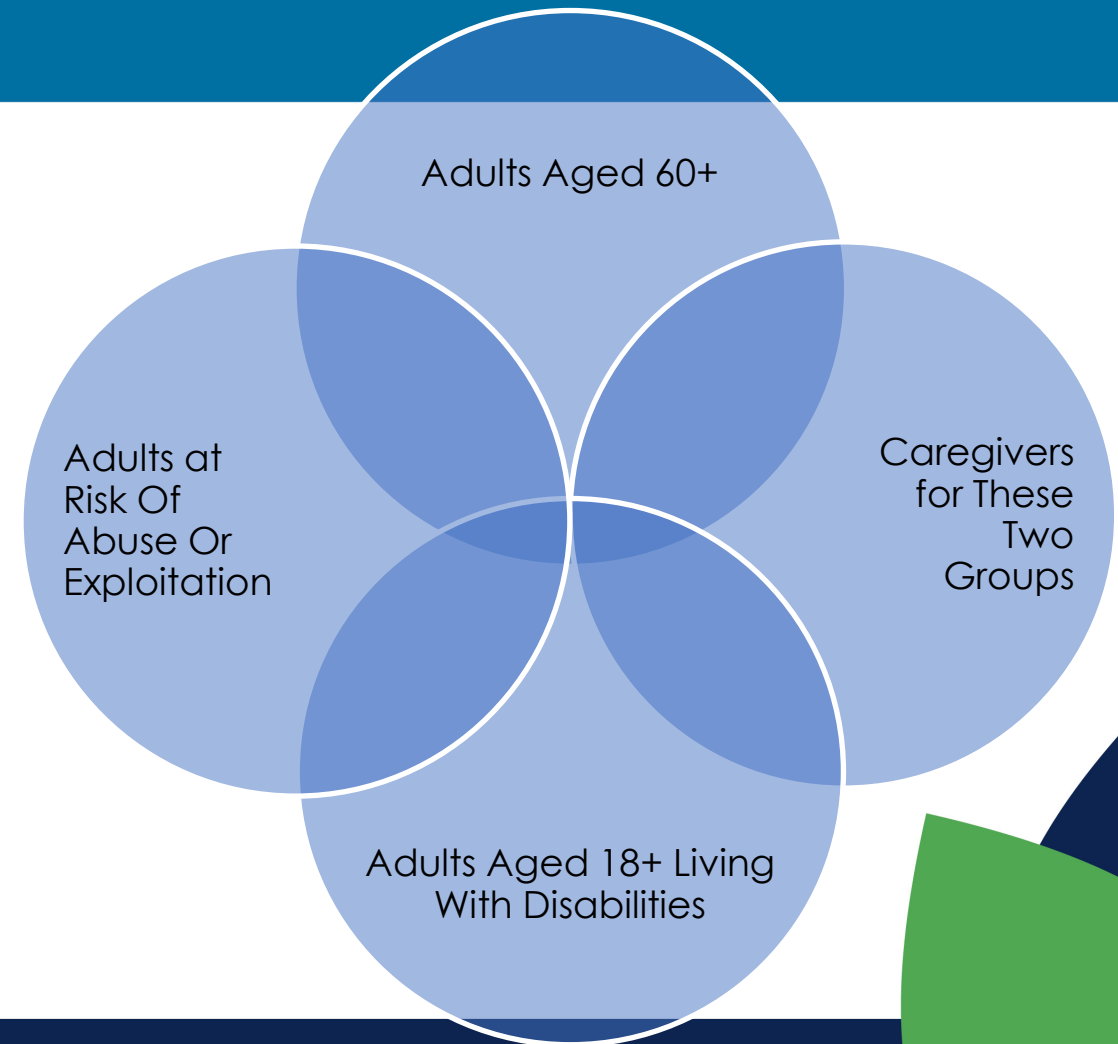 Adults Aged 60+
Adults at
Risk Of
Abuse Or
Exploitation
Caregivers
for These
Two
Groups
Adults Aged 18+ Living
With Disabilities